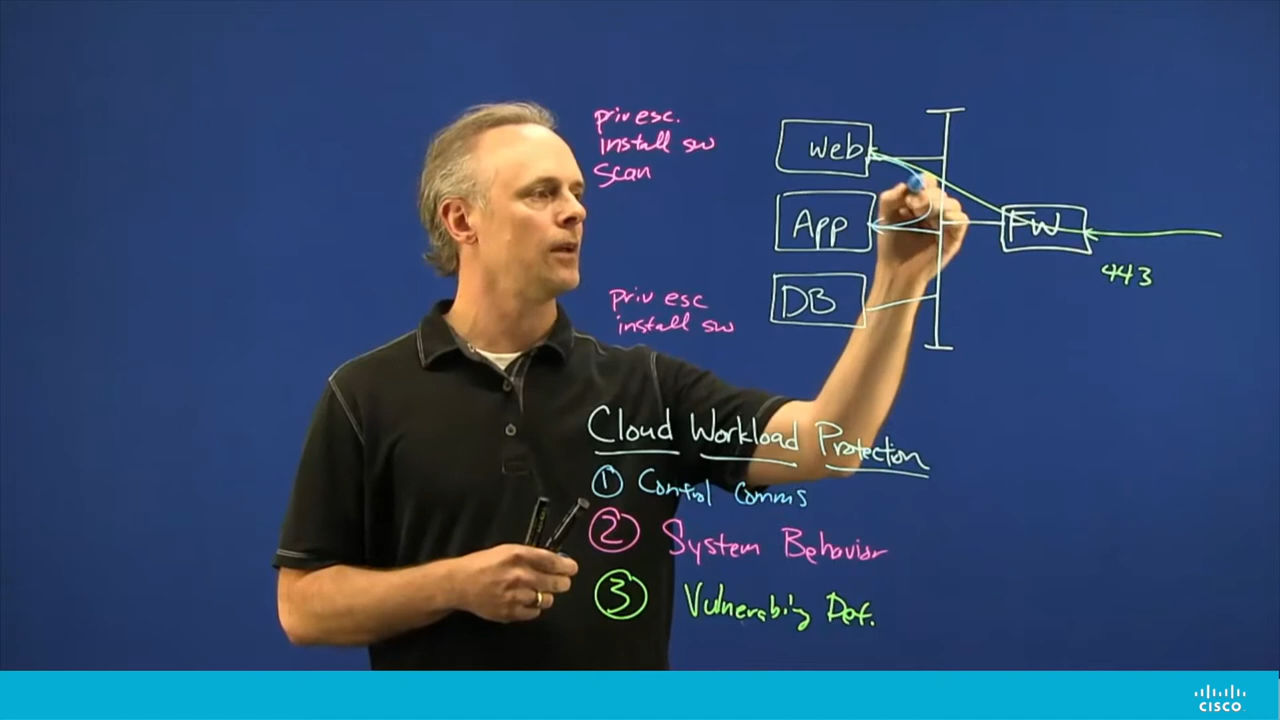 priv esc.
install sw
scan
web
App
FW
443
DB
priv esc
install sw
Cloud Workload Protection
① Control Comms
② System Behavior
③ Vulnerability Def.
CISCO